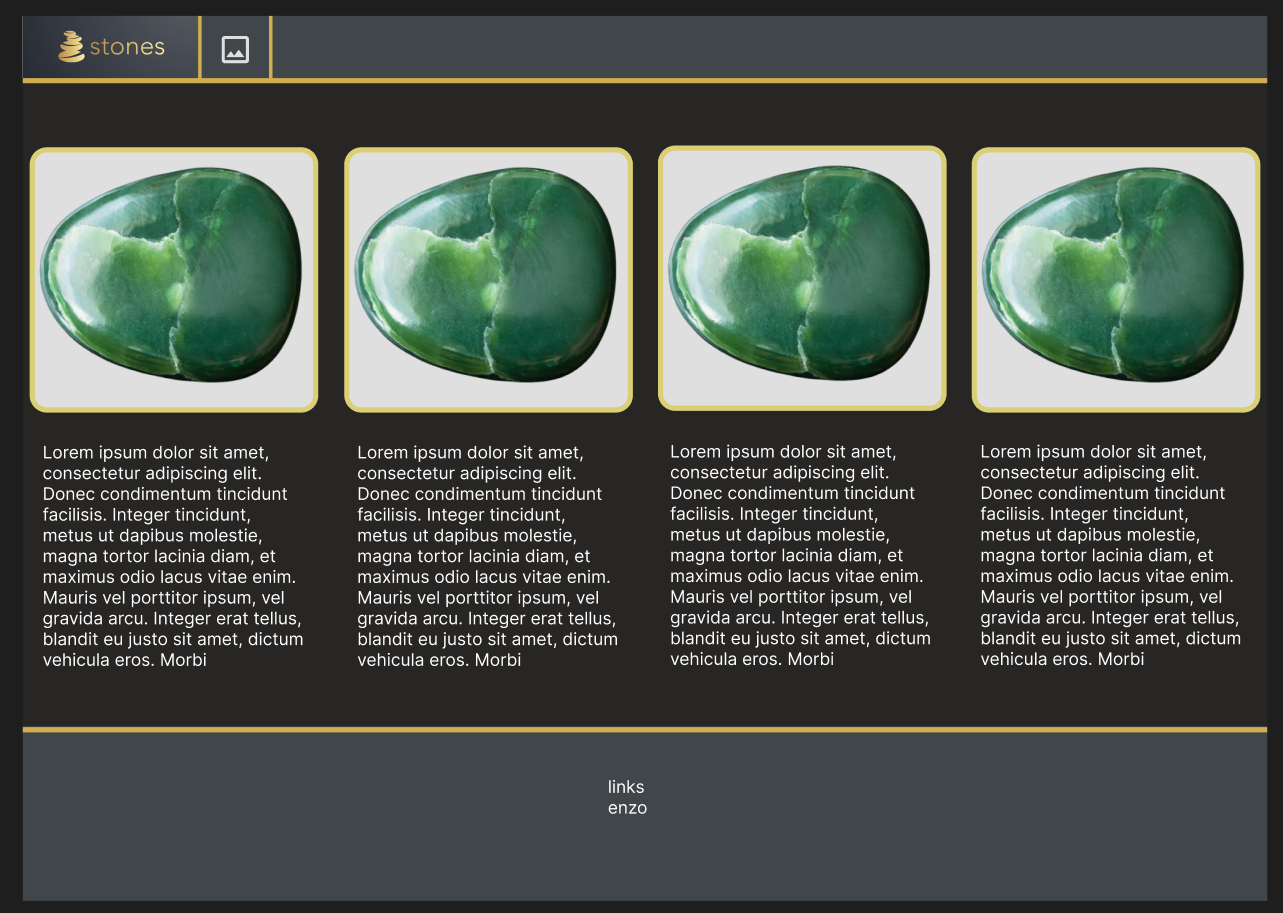 stones
Lorem ipsum dolor sit amet,
consectetur adipiscing elit.
Donec condimentum tincidunt
facilisis. Integer tincidunt,
metus ut dapibus molestie,
magna tortor lacinia diam, et
maximus odio lacus vitae enim.
Mauris vel porttitor ipsum, vel
gravida arcu. Integer erat tellus,
blandit eu justo sit amet, dictum
vehicula eros. Morbi
Lorem ipsum dolor sit amet,
consectetur adipiscing elit.
Donec condimentum tincidunt
facilisis. Integer tincidunt,
metus ut dapibus molestie,
magna tortor lacinia diam, et
maximus odio lacus vitae enim.
Mauris vel porttitor ipsum, vel
gravida arcu. Integer erat tellus,
blandit eu justo sit amet, dictum
vehicula eros. Morbi
Lorem ipsum dolor sit amet,
consectetur adipiscing elit.
Donec condimentum tincidunt
facilisis. Integer tincidunt,
metus ut dapibus molestie,
magna tortor lacinia diam, et
maximus odio lacus vitae enim.
Mauris vel porttitor ipsum, vel
gravida arcu. Integer erat tellus,
blandit eu justo sit amet, dictum
vehicula eros. Morbi
Lorem ipsum dolor sit amet,
consectetur adipiscing elit.
Donec condimentum tincidunt
facilisis. Integer tincidunt,
metus ut dapibus molestie,
magna tortor lacinia diam, et
maximus odio lacus vitae enim.
Mauris vel porttitor ipsum, vel
gravida arcu. Integer erat tellus,
blandit eu justo sit amet, dictum
vehicula eros. Morbi
links
enzo